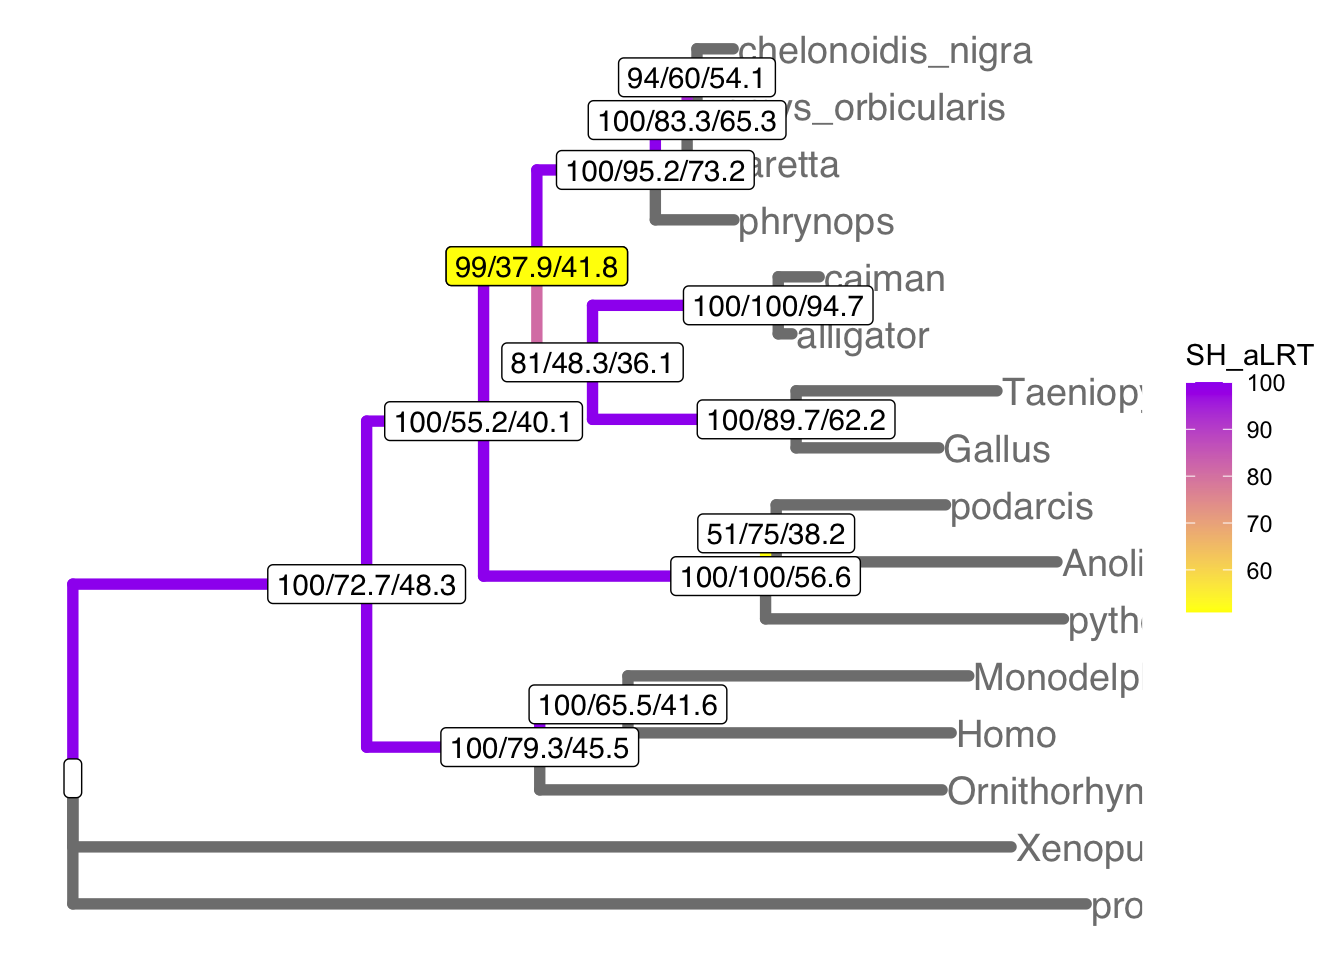 chelonoidis_nigra
94/60/54.1
ys_orbicularis
100/83.3/65.3
aretta
100/95.2/73.2
phrynops
99/37.9/41.8
caiman
100/100/94.7
alligator
81/48.3/36.1
SH_aLRT
100
90
80
70
60
Taeniopy
100/55.2/40.1
100/89.7/62.2
Gallus
podarcis
51/75/38.2
Anoli
100/100/56.6
100/72.7/48.3
pyth
Monodelp
100/65.5/41.6
Homo
100/79.3/45.5
Ornithorhyn
Xenopu
pro